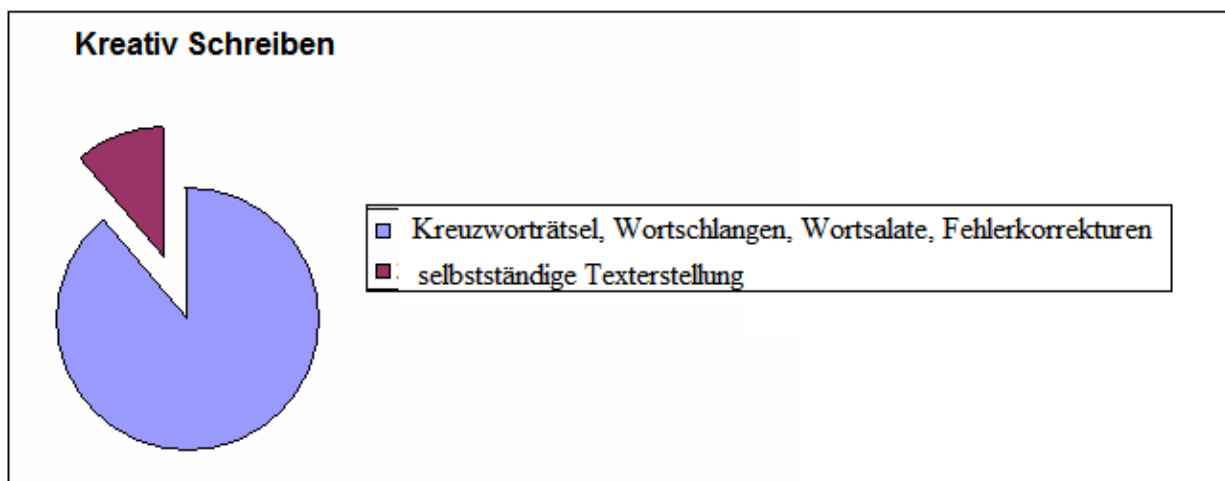 Kreativ Schreiben
Kreuzworträtsel, Wortschlangen, Wortsalate, Fehlerkorrekturen
selbstständige Texterstellung